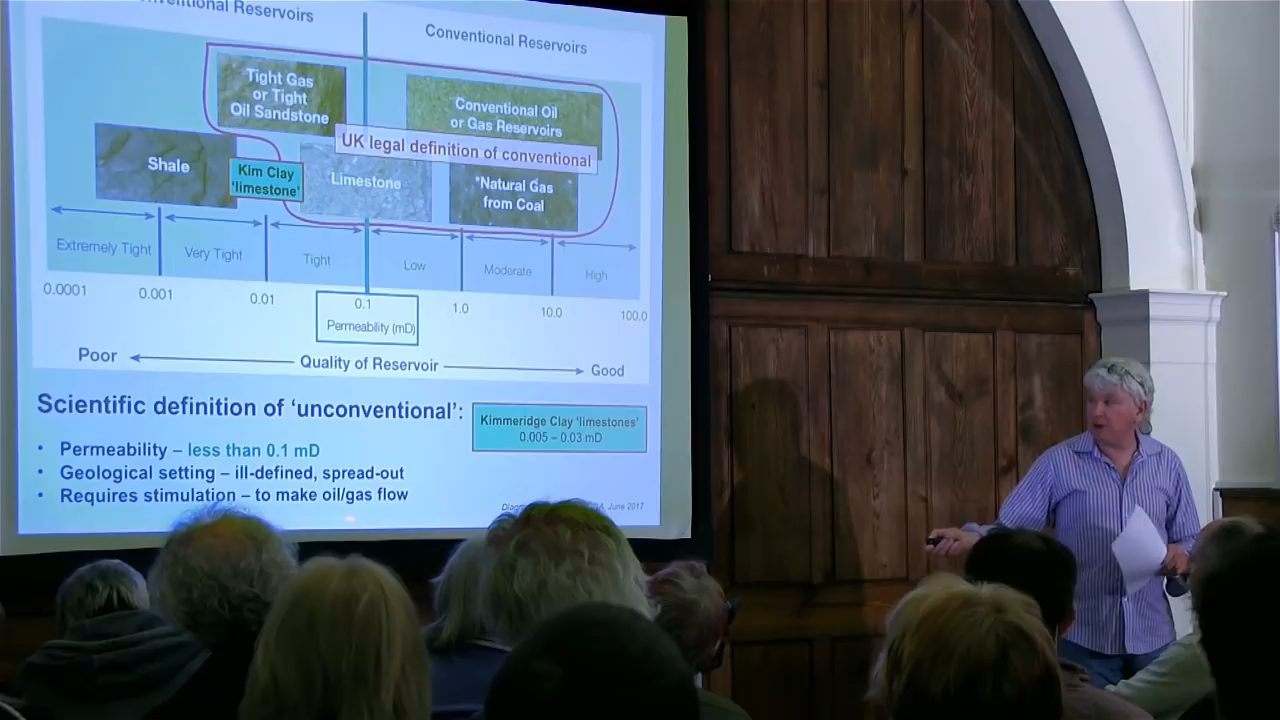 Conventional Reservoirs
Tight Gas
or Tight
Oil Sandstone
Conventional Oil
or Gas Reservoirs
UK legal definition of conventional
Shale
Kim Clay
'limestone'
Limestone
*Natural Gas
from Coal
Extremely Tight
Very Tight
Tight
Low
Moderate
High
0.0001
0.001
0.01
0.1
1.0
10.0
100.0
Permeability (mD)
Poor
Quality of Reservoir
Good
Scientific definition of 'unconventional':
Kimmeridge Clay 'limestones'
0.005 – 0.03 mD
• Permeability – less than 0.1 mD
• Geological setting – ill-defined, spread-out
• Requires stimulation – to make oil/gas flow
June 2017